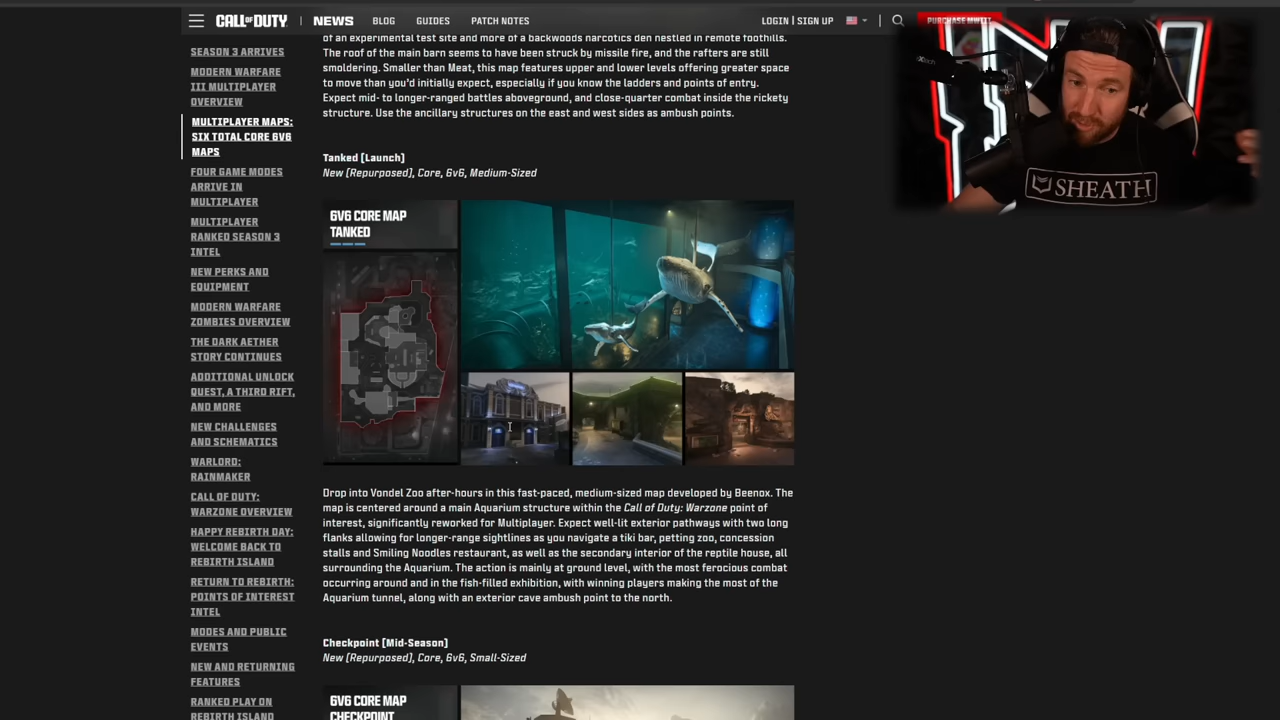 CALL OF DUTY
NEWS
BLOG
GUIDES
PATCH NOTES
LOGIN | SIGN UP
PURCHASE MWIII
SEASON 3 ARRIVES
MODERN WARFARE
III MULTIPLAYER
OVERVIEW
MULTIPLAYER MAPS:
SIX TOTAL CORE 6V6
MAPS
FOUR GAME MODES
ARRIVE IN
MULTIPLAYER
MULTIPLAYER
RANKED SEASON 3
INTEL
NEW PERKS AND
EQUIPMENT
MODERN WARFARE
ZOMBIES OVERVIEW
THE DARK AETHER
STORY CONTINUES
ADDITIONAL UNLOCK
QUEST, A THIRD RIFT,
AND MORE
NEW CHALLENGES
AND SCHEMATICS
WARLORD:
RAINMAKER
CALL OF DUTY:
WARZONE OVERVIEW
HAPPY REBIRTH DAY:
WELCOME BACK TO
REBIRTH ISLAND
RETURN TO REBIRTH:
POINTS OF INTEREST
INTEL
MODES AND PUBLIC
EVENTS
NEW AND RETURNING
FEATURES
RANKED PLAY ON
REBIRTH ISLAND
of an experimental test site and more of a backwoods narcotics den nestled in remote foothills.
The roof of the main barn seems to have been struck by missile fire, and the rafters are still
smoldering. Smaller than Meat, this map features upper and lower levels offering greater space
to move than you'd initially expect, especially if you know the ladders and points of entry.
Expect mid- to longer-ranged battles aboveground, and close-quarter combat inside the rickety
structure. Use the ancillary structures on the east and west sides as ambush points.
Tanked (Launch)
New (Repurposed), Core, 6v6, Medium-Sized
6V6 CORE MAP
TANKED
Drop into Vondel Zoo after-hours in this fast-paced, medium-sized map developed by Beenox. The
map is centered around a main Aquarium structure within the Call of Duty: Warzone point of
interest, significantly reworked for Multiplayer. Expect well-lit exterior pathways with two long
flanks allowing for longer-range sightlines as you navigate a tiki bar, petting zoo, concession
stalls and Smiling Noodles restaurant, as well as the secondary interior of the reptile house, all
surrounding the Aquarium. The action is mainly at ground level, with the most ferocious combat
occurring around and in the fish-filled exhibition, with winning players making the most of the
Aquarium tunnel, along with an exterior cave ambush point to the north.
Checkpoint (Mid-Season)
New (Repurposed), Core, 6v6, Small-Sized
6V6 CORE MAP
CHECKPOINT
SHEATH